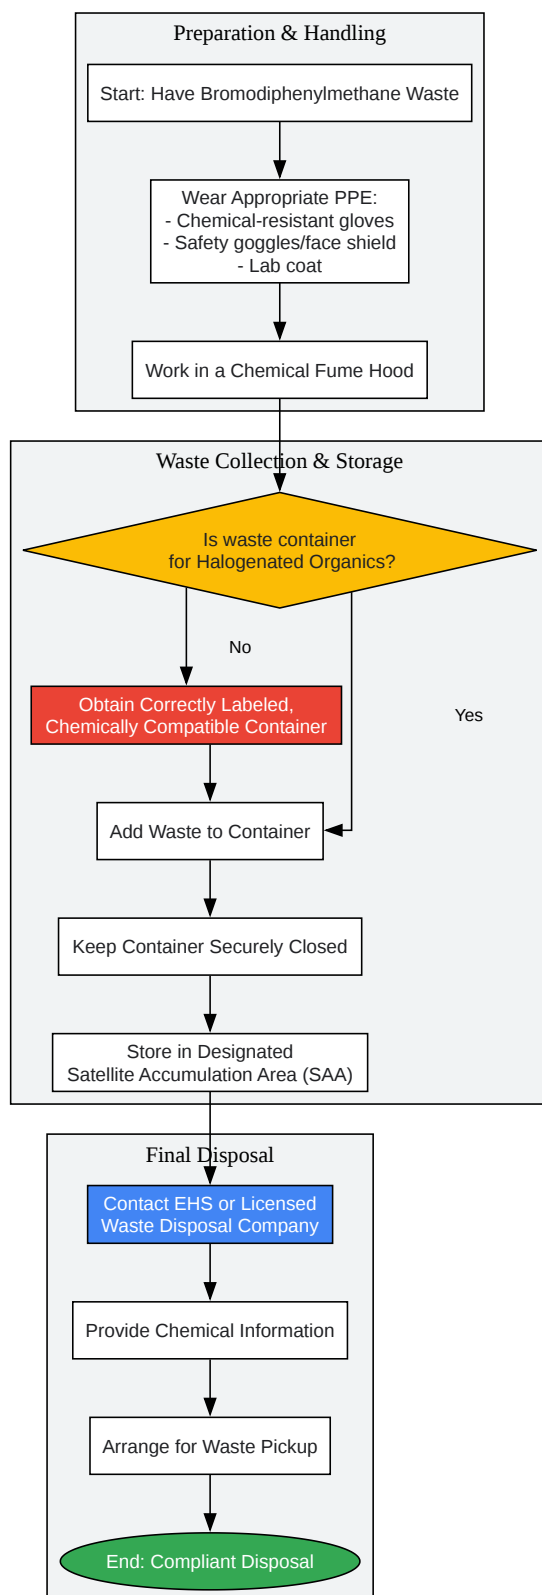 Preparation & Handling
Start: Have Bromodiphenylmethane Waste
Wear Appropriate PPE:
- Chemical-resistant gloves
- Safety goggles/face shield
- Lab coat
Work in a Chemical Fume Hood
Waste Collection & Storage
Is waste container
for Halogenated Organics?
No
Obtain Correctly Labeled,
Chemically Compatible Container
Yes
Add Waste to Container
Keep Container Securely Closed
Store in Designated
Satellite Accumulation Area (SAA)
Final Disposal
Contact EHS or Licensed
Waste Disposal Company
Provide Chemical Information
Arrange for Waste Pickup
End: Compliant Disposal